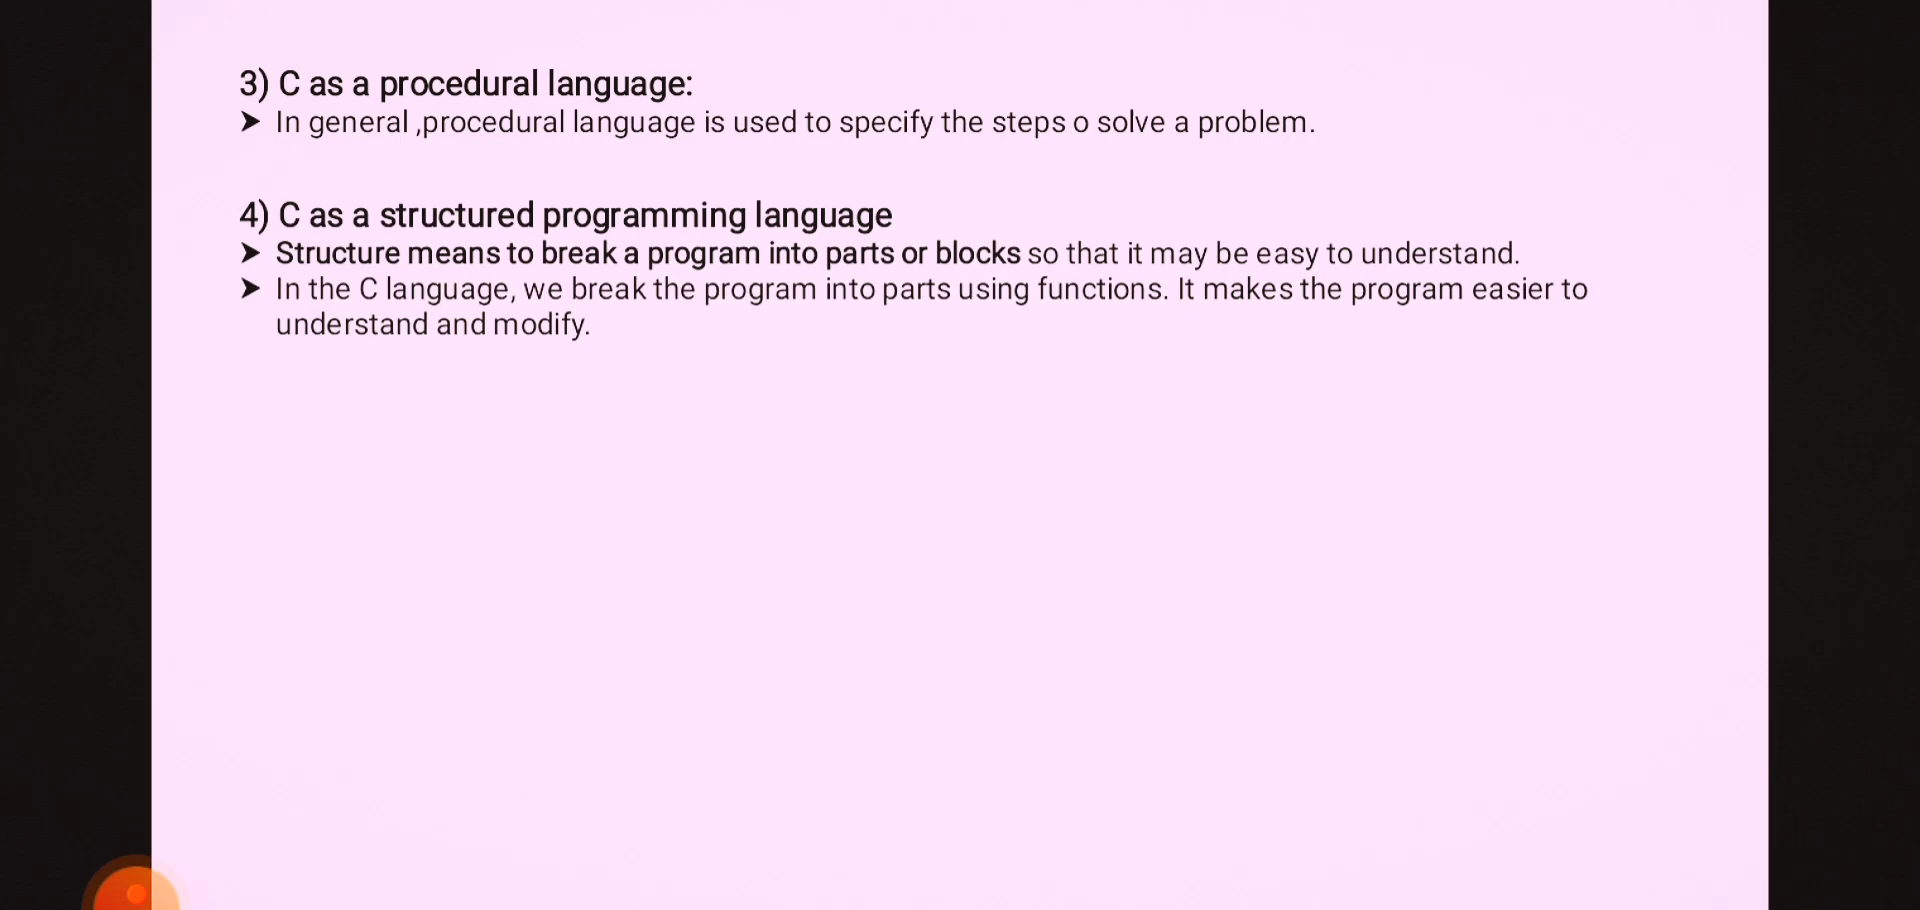 3) C as a procedural language:
➤ In general ,procedural language is used to specify the steps o solve a problem.
4) C as a structured programming language
➤ Structure means to break a program into parts or blocks so that it may be easy to understand.
➤ In the C language, we break the program into parts using functions. It makes the program easier to
understand and modify.